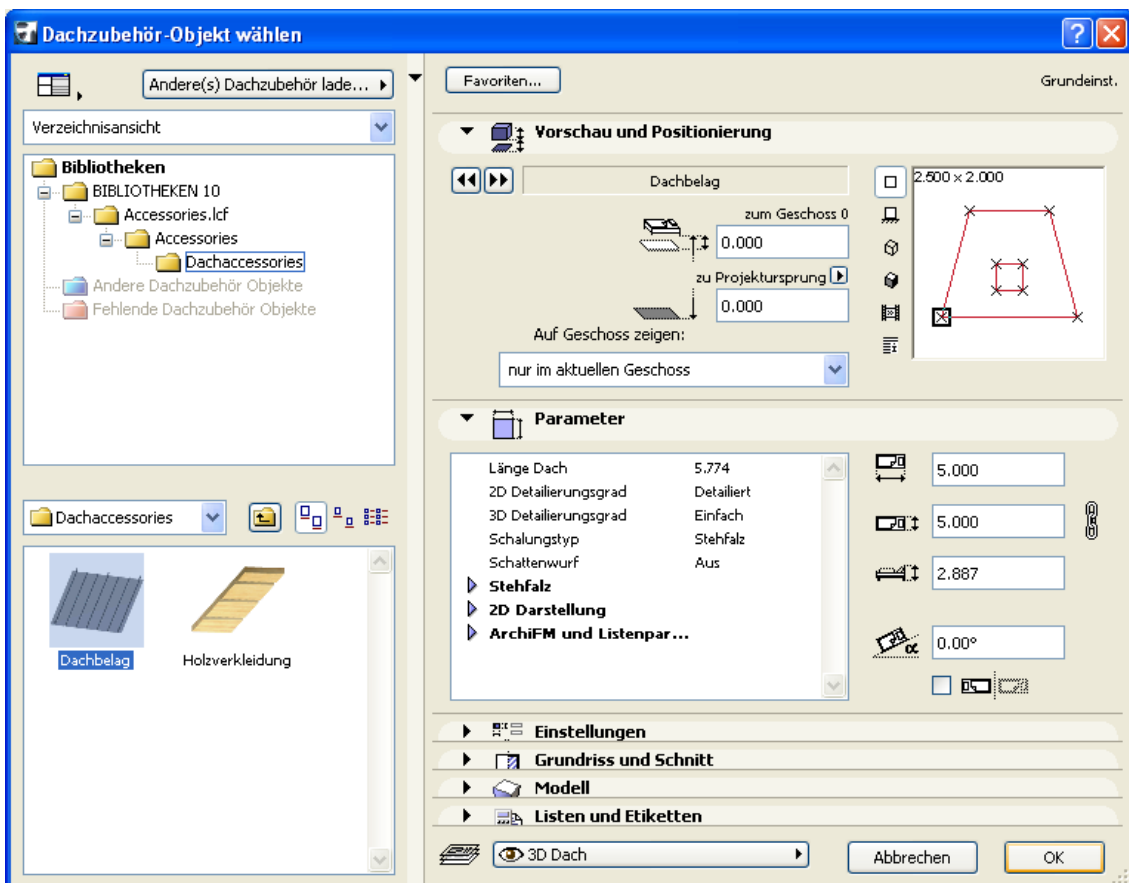 Dachzubehör-Objekt wählen
Andere(s) Dachzubehör lade...
Verzeichnisansicht
Bibliotheken
BIBLIOTHEKEN 10
Accessories.lcf
Accessories
Dachaccessories
Andere Dachzubehör Objekte
Fehlende Dachzubehör Objekte
Dachaccessories
Dachbelag
Holzverkleidung
Favoriten...
Grundeinst.
Vorschau und Positionierung
Dachbelag
zum Geschoss 0
0.000
zu Projektursprung
0.000
Auf Geschoss zeigen:
nur im aktuellen Geschoss
2.500 × 2.000
Parameter
Länge Dach 5.774
2D Detailierungsgrad Detailiert
3D Detailierungsgrad Einfach
Schalungstyp Stehfalz
Schattenwurf Aus
Stehfalz
2D Darstellung
ArchiFM und Listenpar...
5.000
5.000
2.887
α 0.00°
Einstellungen
Grundriss und Schnitt
Modell
Listen und Etiketten
3D Dach
Abbrechen
OK